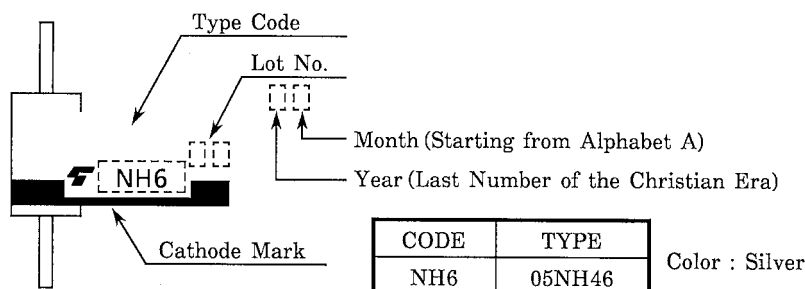 Type Code
Lot No.
Month (Starting from Alphabet A)
NH6
Year (Last Number of the Christian Era)
Cathode Mark
CODE TYPE
NH6 05NH46
Color : Silver